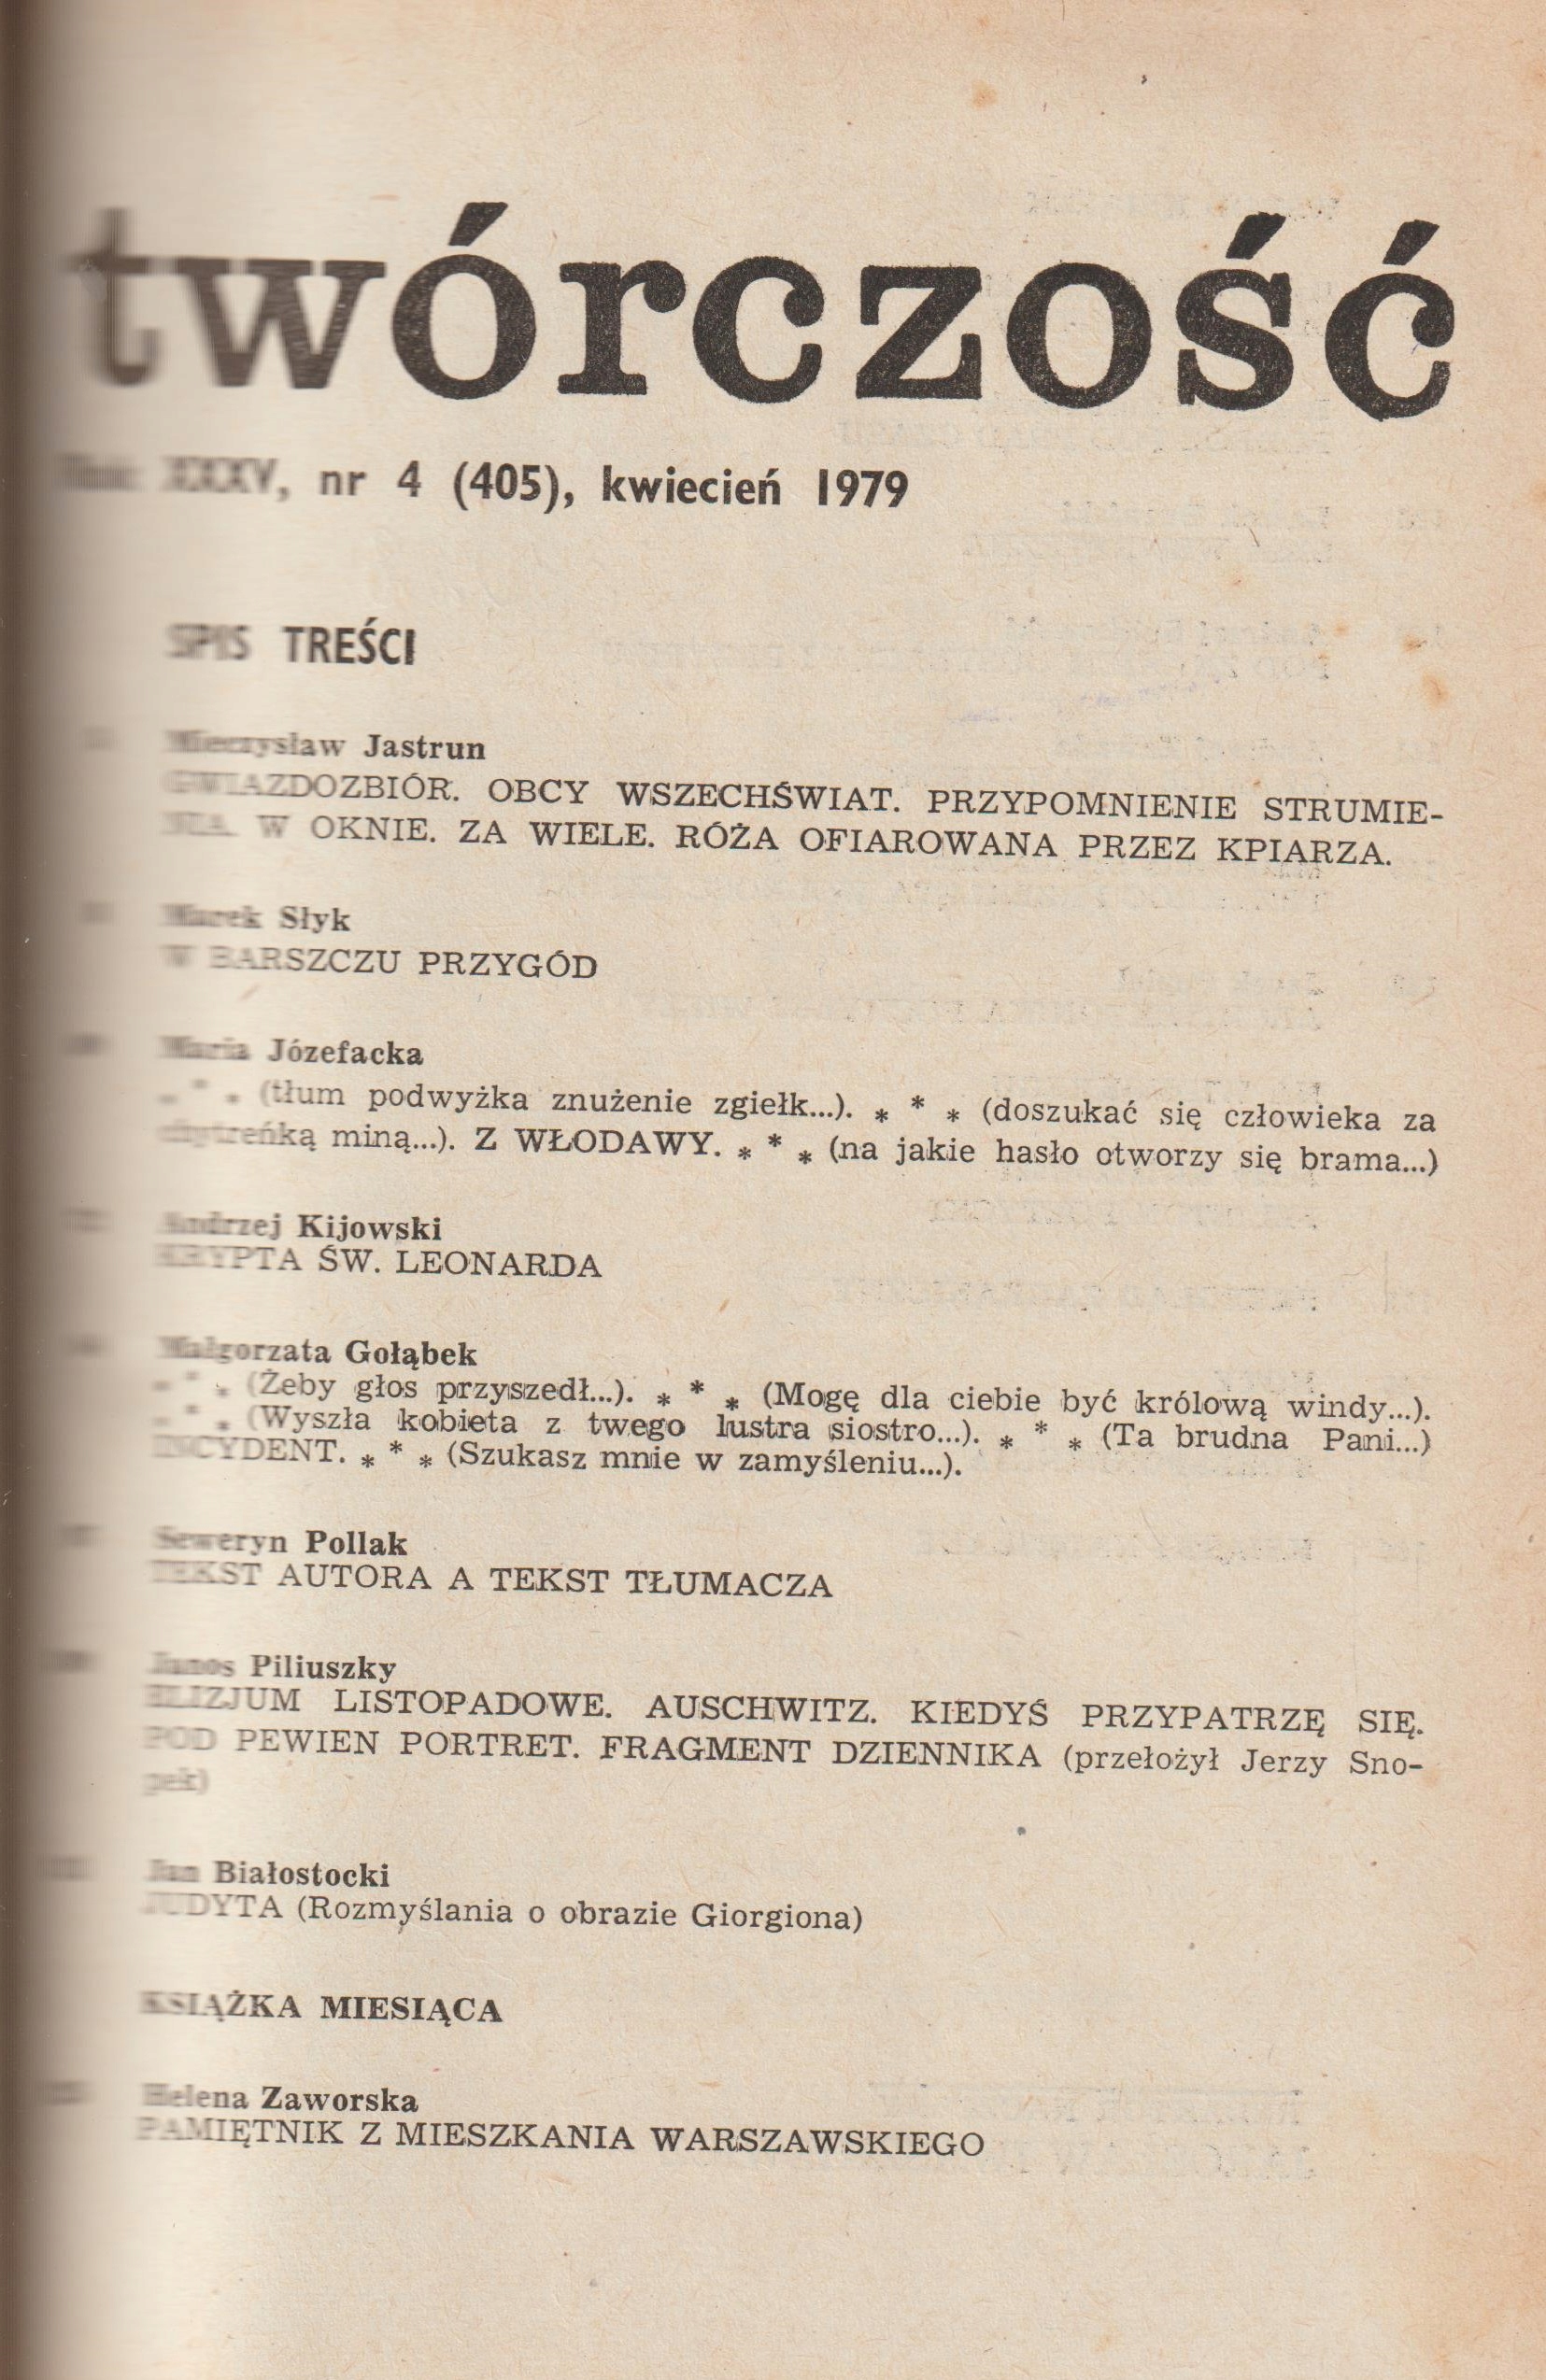 twórczość
XXXV, nr 4 (405), kwiecień 1979
SPIS TREŚCI
Mieczysław Jastrun
GWIAZDOZBIÓR. OBCY WSZECHŚWIAT. PRZYPOMNIENIE STRUMIE-
NIA. W OKNIE. ZA WIELE. RÓŻA OFIAROWANA PRZEZ KPIARZA.
Marek Słyk
W BARSZCZU PRZYGÓD
Maria Józefacka
* * * (tłum podwyżka znużenie zgiełk...). * * * (doszukać się człowieka za
miną...). Z WŁODAWY. * * * (na jakie hasło otworzy się brama...)
Andrzej Kijowski
KRYPTA ŚW. LEONARDA
Małgorzata Gołąbek
* * * (Żeby głos przyszedł...). * * * (Mogę dla ciebie być królową windy...).
* * * (Wyszła kobieta z twego lustra siostro...). * * * (Ta brudna Pani...)
INCYDENT. * * * (Szukasz mnie w zamyśleniu...).
Seweryn Pollak
TEKST AUTORA A TEKST TŁUMACZA
Janos Piliuszky
ELIZJUM LISTOPADOWE. AUSCHWITZ. KIEDYŚ PRZYPATRZĘ SIĘ.
POD PEWIEN PORTRET. FRAGMENT DZIENNIKA (przełożył Jerzy Sno-
pek)
Jan Białostocki
JUDYTA (Rozmyślania o obrazie Giorgiona)
KSIĄŻKA MIESIĄCA
Helena Zaworska
PAMIĘTNIK Z MIESZKANIA WARSZAWSKIEGO